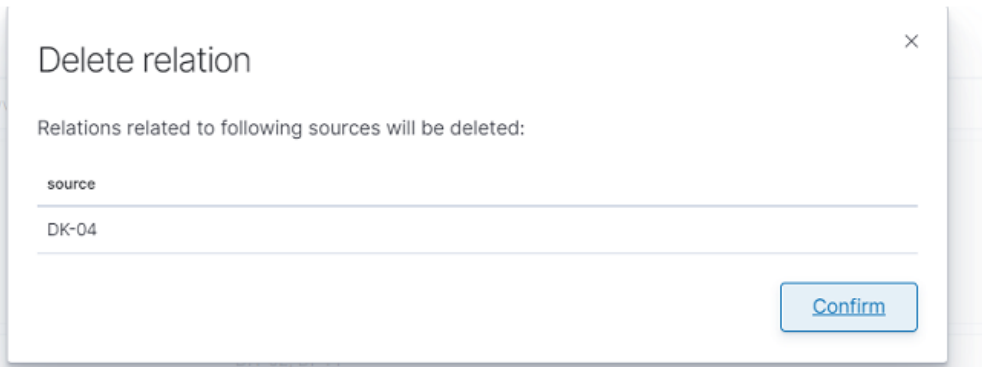 Delete relation
Relations related to following sources will be deleted:
source
DK-04
Confirm